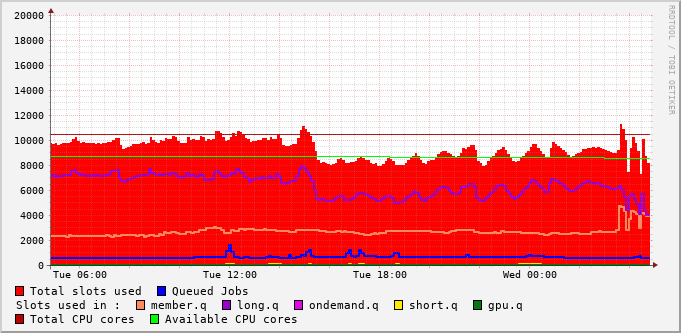 20000
18000
16000
14000
12000
10000
8000
6000
4000
2000
0
Tue 06:00 Tue 12:00 Tue 18:00 Wed 00:00
RRDTOOL / TOBI OETIKER
Total slots used Queued Jobs
Slots used in : member.q long.q ondemand.q short.q gpu.q
Total CPU cores Available CPU cores